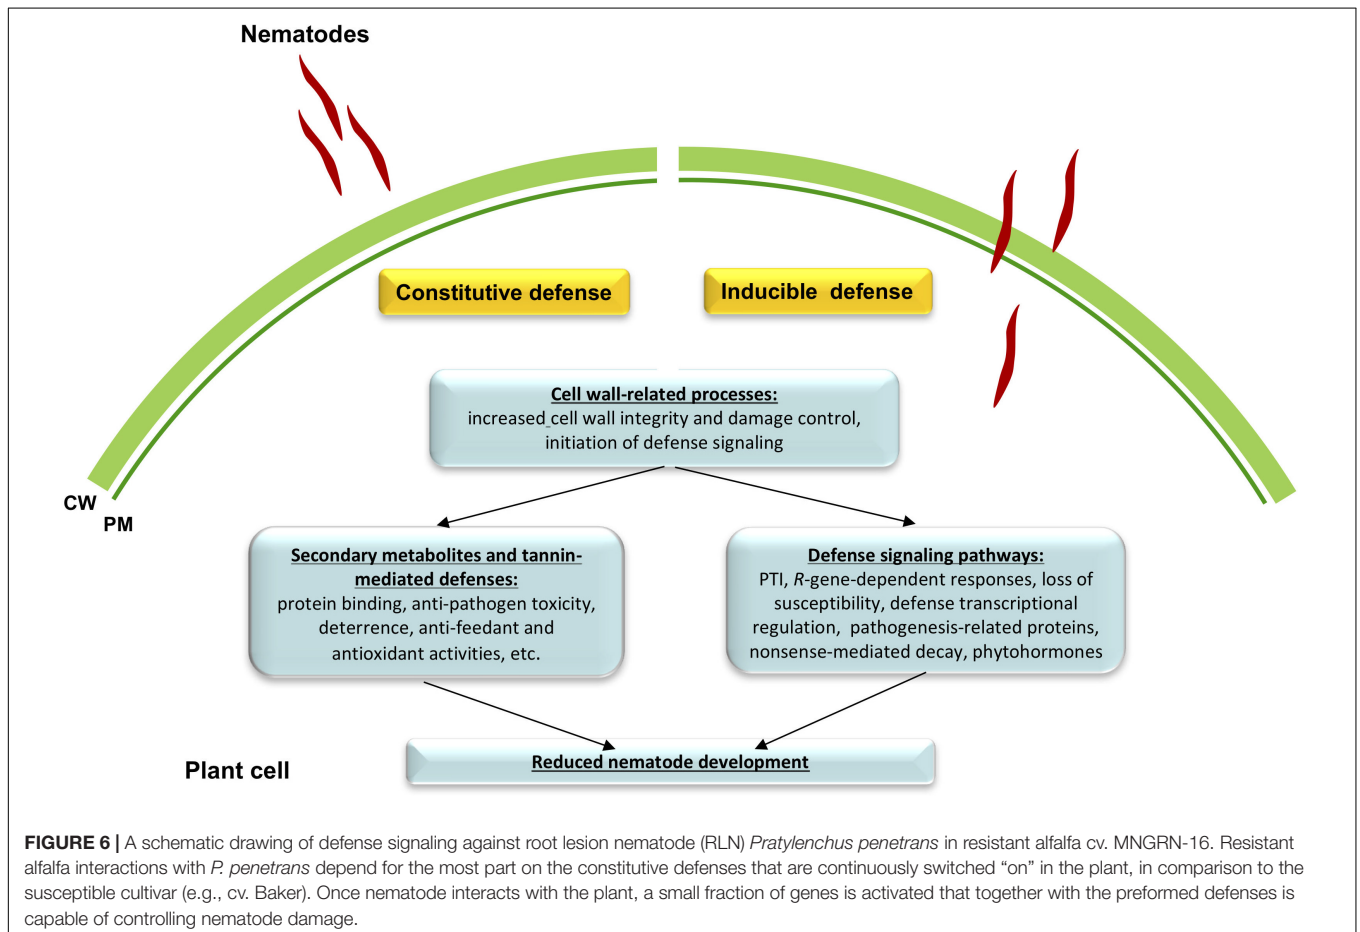 Nematodes
Constitutive defense
Inducible defense
Cell wall-related processes:
increased cell wall integrity and damage control,
initiation of defense signaling
CW
PM
Secondary metabolites and tannin-
mediated defenses:
protein binding, anti-pathogen toxicity,
deterrence, anti-feedant and
antioxidant activities, etc.
Defense signaling pathways:
PTI, R-gene-dependent responses, loss of
susceptibility, defense transcriptional
regulation, pathogenesis-related proteins,
nonsense-mediated decay, phytohormones
Plant cell
Reduced nematode development
FIGURE 6 | A schematic drawing of defense signaling against root lesion nematode (RLN) Pratylenchus penetrans in resistant alfalfa cv. MNGRN-16. Resistant
alfalfa interactions with P. penetrans depend for the most part on the constitutive defenses that are continuously switched “on” in the plant, in comparison to the
susceptible cultivar (e.g., cv. Baker). Once nematode interacts with the plant, a small fraction of genes is activated that together with the preformed defenses is
capable of controlling nematode damage.